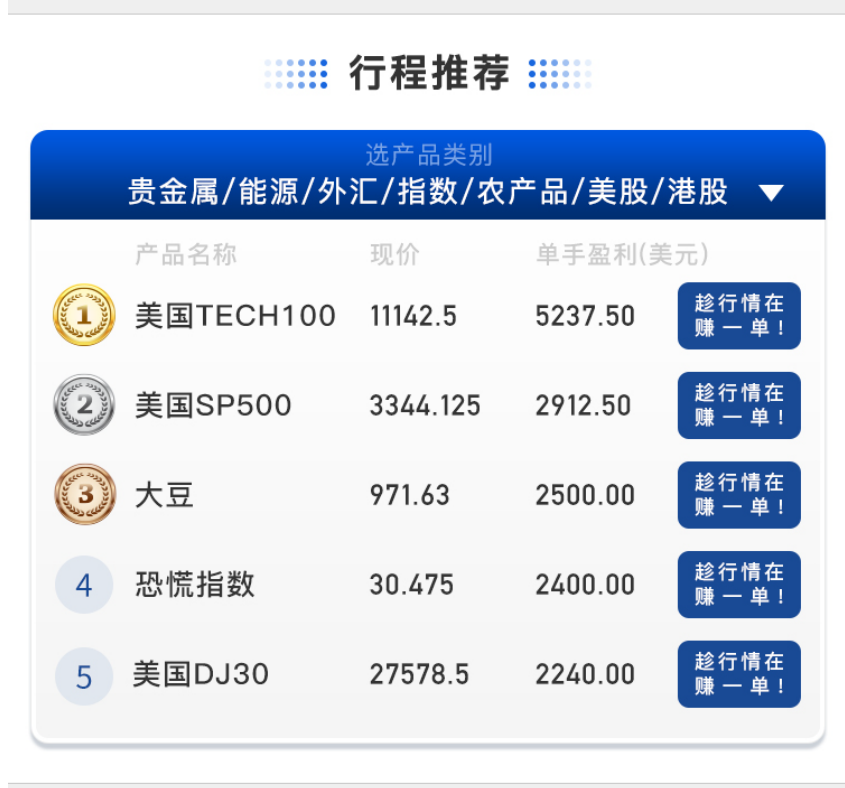 行程推荐
选产品类别
贵金属/能源/外汇/指数/农产品/美股/港股
产品名称 现价 单手盈利(美元)
1 美国TECH100 11142.5 5237.50 趁行情在
赚一单!
2 美国SP500 3344.125 2912.50 趁行情在
赚一单!
3 大豆 971.63 2500.00 趁行情在
赚一单!
4 恐慌指数 30.475 2400.00 趁行情在
赚一单!
5 美国DJ30 27578.5 2240.00 趁行情在
赚一单!